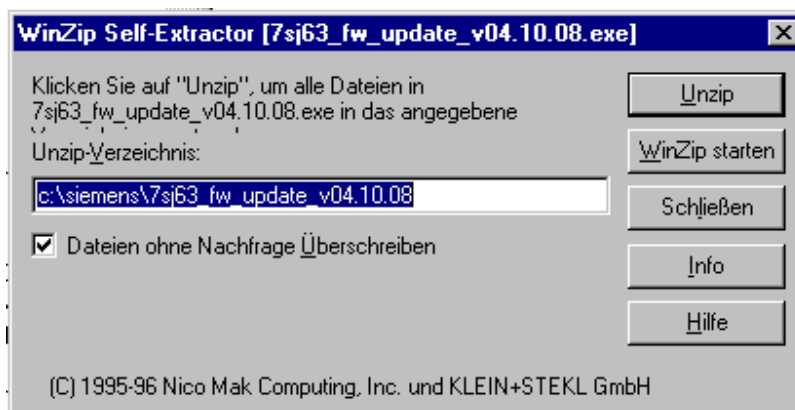 WinZip Self-Extractor [7sj63_fw_update_v04.10.08.exe]
Klicken Sie auf "Unzip", um alle Dateien in
7sj63_fw_update_v04.10.08.exe in das angegebene
Unzip-Verzeichnis:
c:\siemens\7sj63_fw_update_v04.10.08
Dateien ohne Nachfrage Überschreiben
Unzip
WinZip starten
Schließen
Info
Hilfe
(C) 1995-96 Nico Mak Computing, Inc. und KLEIN+STEKL GmbH